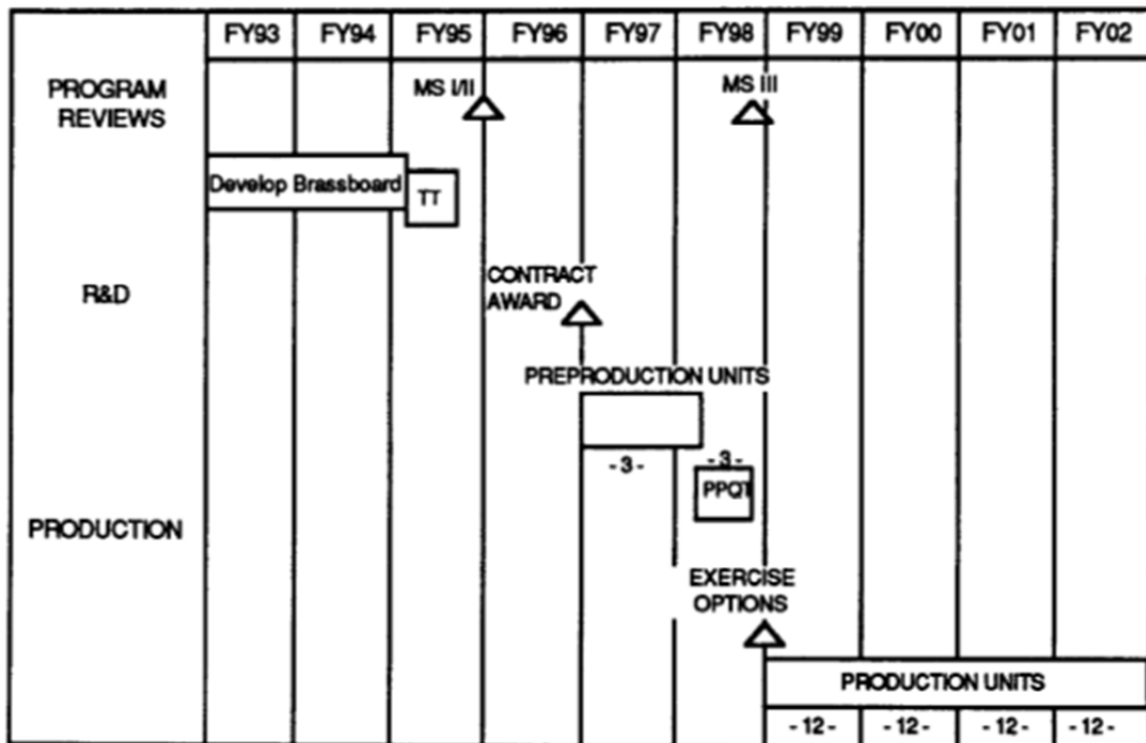 FY93 FY94 FY95 FY96 FY97 FY98 FY99 FY00 FY01 FY02
PROGRAM
REVIEWS
MS I/II
MS III
Develop Brassboard
TT
R&D
CONTRACT
AWARD
PREPRODUCTION UNITS
- 3 - - 3 -
PPQT
PRODUCTION
EXERCISE
OPTIONS
PRODUCTION UNITS
- 12 - - 12 - - 12 - - 12 -